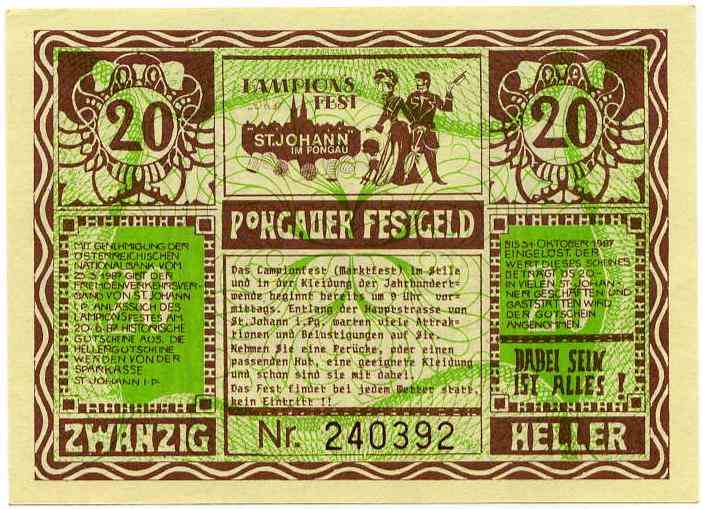 20
LAMPIONS
FEST
"ST.JOHANN"
IM PONGAU
20
PONGAUER FESTGELD
MIT GENEHMIGUNG DER
ÖSTERREICHISCHEN
NATIONALBANK VOM
1987 GIBT DER
FREMDENVERKEHRSVER-
BAND VON ST JOHANN
I.P. ANLÄSSLICH DES
LAMPIONSFESTES AM
20.6.87 HISTORISCHE
GUTSCHEINE AUS. DIE
HELLERGUTSCHEINE
WERDEN VON DER
SPARKASSE
ST JOHANN I.P.
Das Lampionfest (Marktfest) im Stile
und in der Kleidung der Jahrhundert-
wende beginnt bereits um 9 Uhr vor-
mittags. Entlang der Hauptstrasse von
St.Johann i.Pg. warten viele Attrak-
tionen und Belustigungen auf Sie.
Nehmen Sie eine Perücke, oder einen
passenden Hut, eine geeignete Kleidung
und schon sind sie mit dabei!
Das Fest findet bei jedem Wetter statt,
kein Eintritt !!
BIS 31 OKTOBER 1987
EINGELÖST. DER
WERT DIESES SCHEINES
BETRÄGT ÖS 20-
IN VIELEN ST JOHAN-
NER GESCHÄFTEN UND
GASTSTÄTTEN WIRD
DER GUTSCHEIN
ANGENOMMEN
DABEI SEIN
IST ALLES !
ZWANZIG
Nr. 240392
HELLER